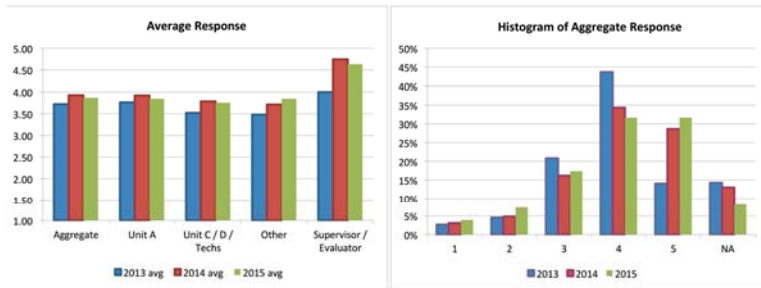 Average Response
5.00
4.50
4.00
3.50
3.00
2.50
2.00
1.50
1.00
Aggregate
Unit A
Unit C / D /
Techs
Other
Supervisor /
Evaluator
2013 avg
2014 avg
2015 avg
Histogram of Aggregate Response
50%
45%
40%
35%
30%
25%
20%
15%
10%
5%
0%
1
2
3
4
5
NA
2013
2014
2015